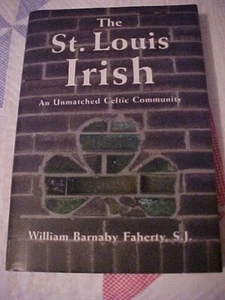 The
St. Louis
Irish
An Unmatched Celtic Community
William Barnaby Faherty, S.J.